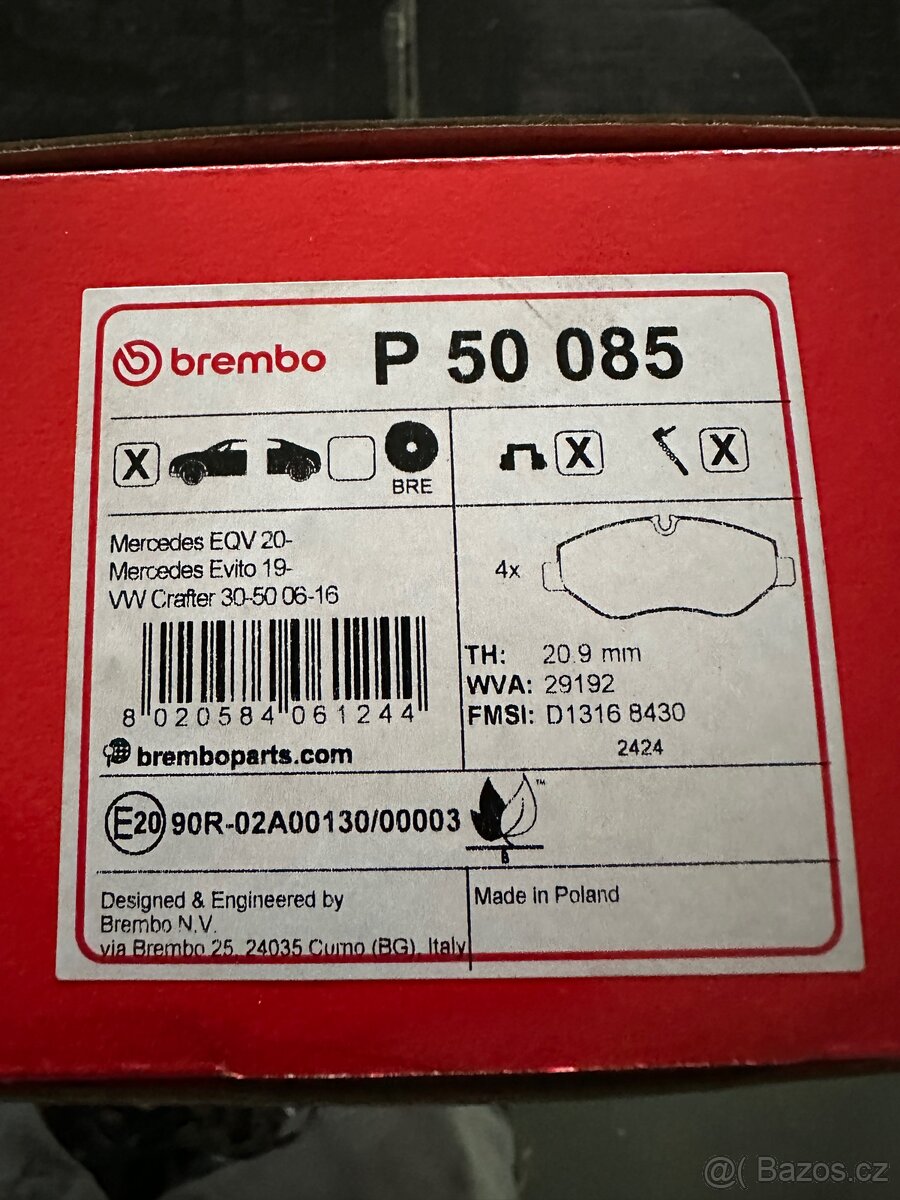 brembo P 50 085
X X X
BRE
Mercedes EQV 20-
Mercedes Evito 19-
VW Crafter 30-50 06-16
4x
TH: 20.9 mm
WVA: 29192
FMSI: D1316 8430
2424
8 020584 061244
bremboparts.com
E20 90R-02A00130/00003
TM
B
Designed & Engineered by
Brembo N.V.
via Brembo 25, 24035 Curno (BG), Italy
Made in Poland
@( Bazos.cz